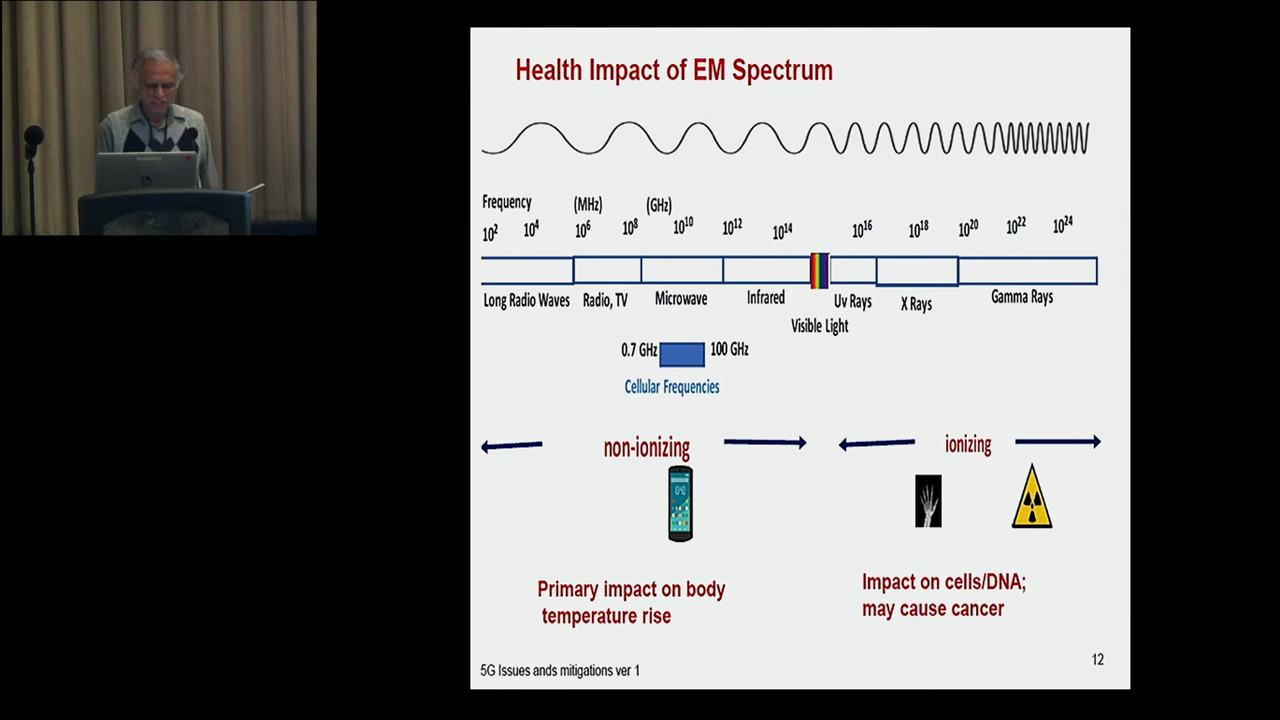 Health Impact of EM Spectrum
Frequency (MHz) (GHz)
10² 10⁴ 10⁶ 10⁸ 10¹⁰ 10¹² 10¹⁴ 10¹⁶ 10¹⁸ 10²⁰ 10²² 10²⁴
Long Radio Waves Radio, TV Microwave Infrared Uv Rays X Rays Gamma Rays
Visible Light
0.7 GHz 100 GHz
Cellular Frequencies
non-ionizing ionizing
Primary impact on body
temperature rise
Impact on cells/DNA;
may cause cancer
5G Issues ands mitigations ver 1
12